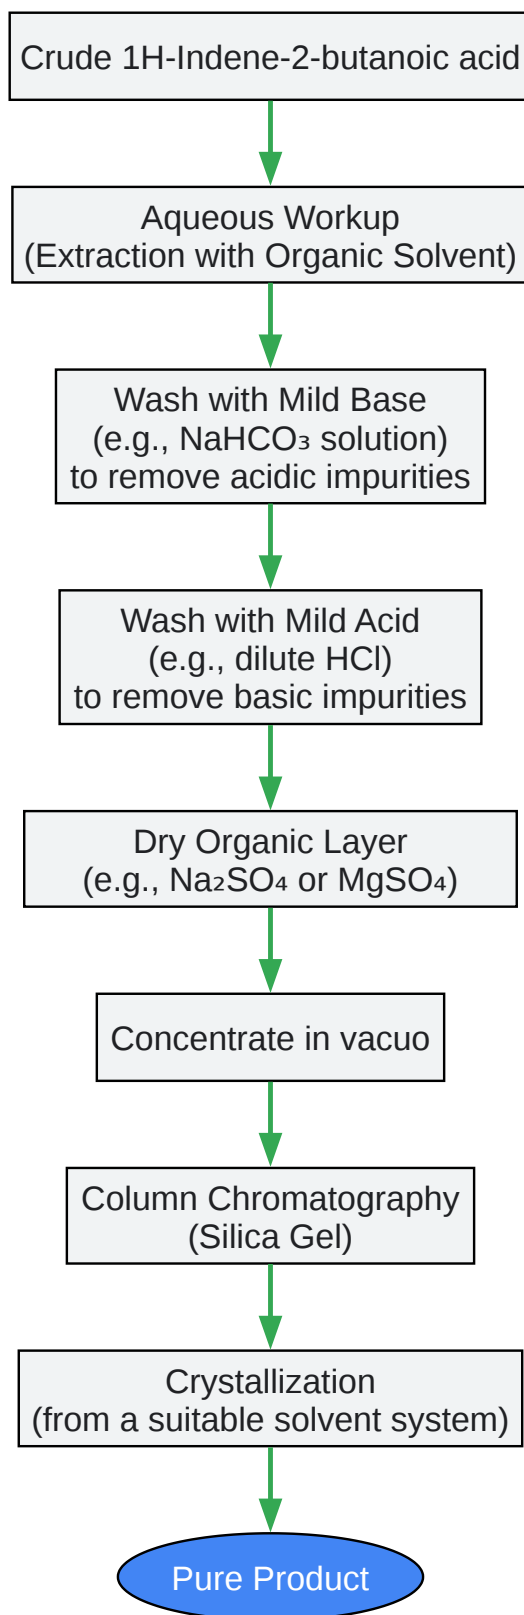 Crude 1H-Indene-2-butanoic acid
Aqueous Workup
(Extraction with Organic Solvent)
Wash with Mild Base
(e.g., NaHCO₃ solution)
to remove acidic impurities
Wash with Mild Acid
(e.g., dilute HCl)
to remove basic impurities
Dry Organic Layer
(e.g., Na₂SO₄ or MgSO₄)
Concentrate in vacuo
Column Chromatography
(Silica Gel)
Crystallization
(from a suitable solvent system)
Pure Product